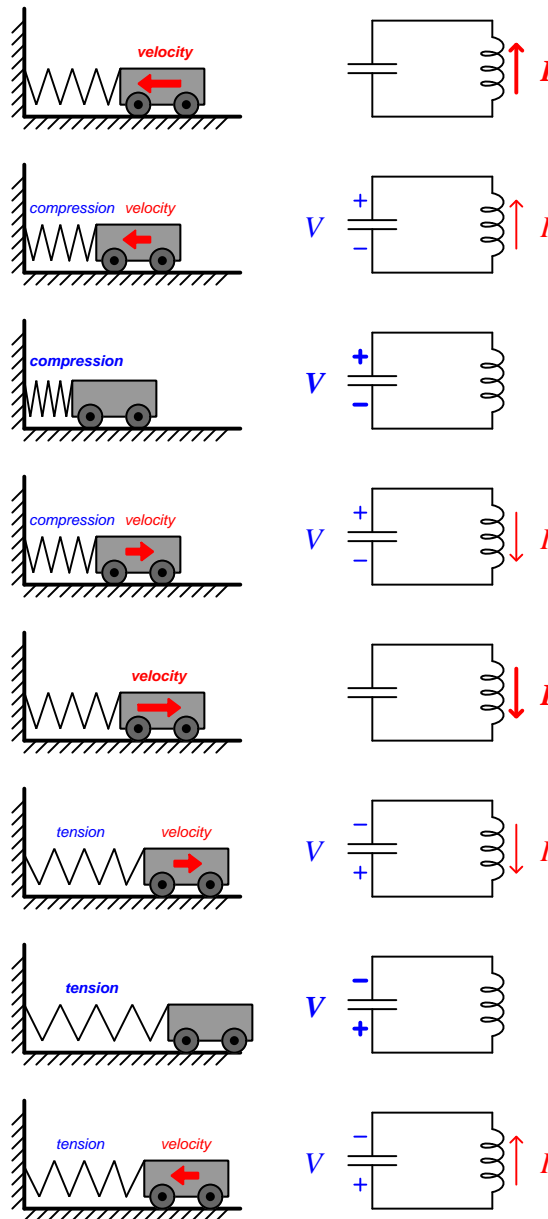 velocity
I
+
compression velocity
V
−
I
compression
+
V
−
compression velocity
+
V
−
I
velocity
I
tension velocity
−
V
+
I
tension
−
V
+
tension velocity
−
V
+
I